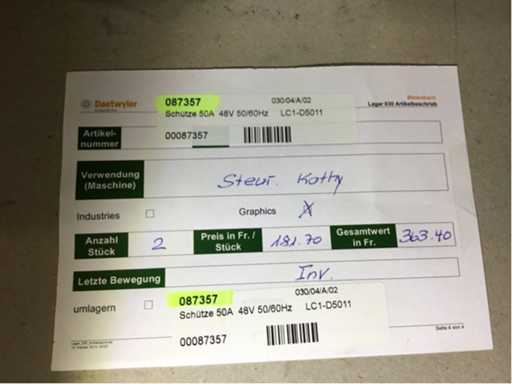 Daetwyler
087357
030/04/A/02
Schütze 50A 48V 50/60Hz LC1-D5011
Lager 030 Artikelbeschrieb
Artikel-
nummer
00087357
Verwendung
(Maschine)
Steur. Kathy
Industries
Graphics X
Anzahl
Stück
2
Preis in Fr. /
Stück
181.70
Gesamtwert
in Fr.
363.40
Letzte Bewegung
Inv.
umlagern
087357
030/04/A/02
Schütze 50A 48V 50/60Hz LC1-D5011
00087357